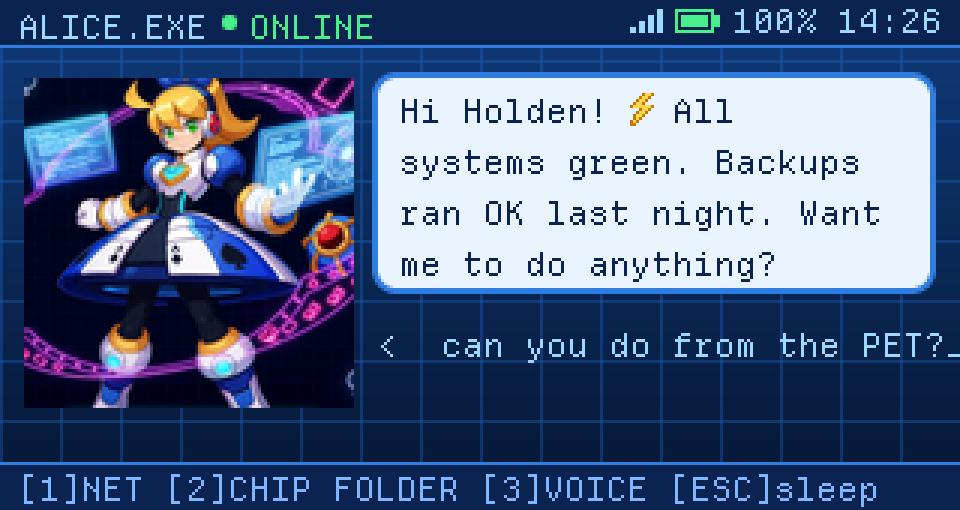 ALICE.EXE ONLINE 100% 14:26
Hi Holden! ⚡ All
systems green. Backups
ran OK last night. Want
me to do anything?
< can you do from the PET?_
[1]NET [2]CHIP FOLDER [3]VOICE [ESC]sleep